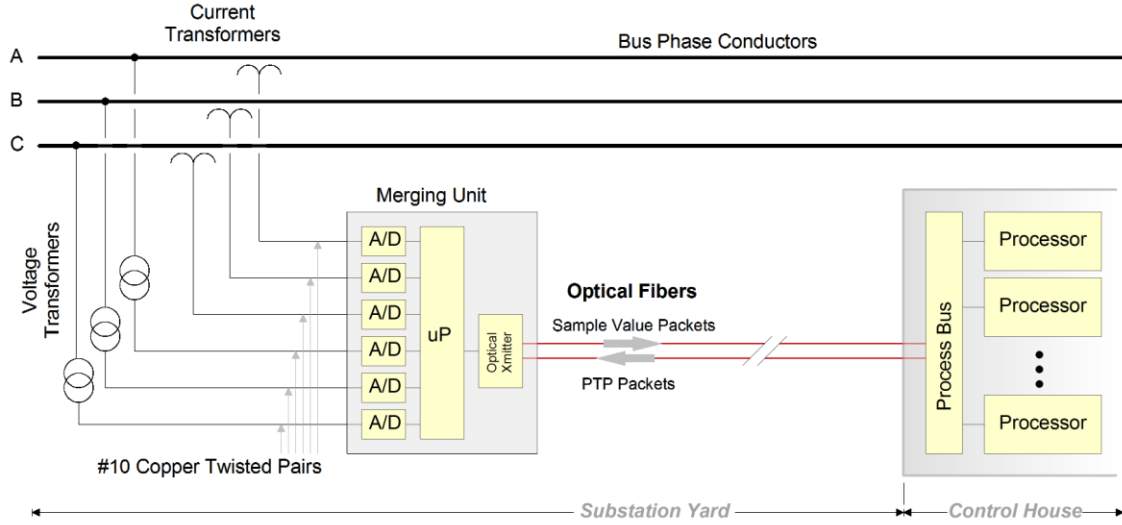 Current
Transformers
Bus Phase Conductors
A
B
C
Voltage
Transformers
Merging Unit
A/D
A/D
A/D
A/D
A/D
A/D
uP
Optical
Xmitter
Optical Fibers
Sample Value Packets
PTP Packets
Process Bus
Processor
Processor
Processor
#10 Copper Twisted Pairs
Substation Yard
Control House